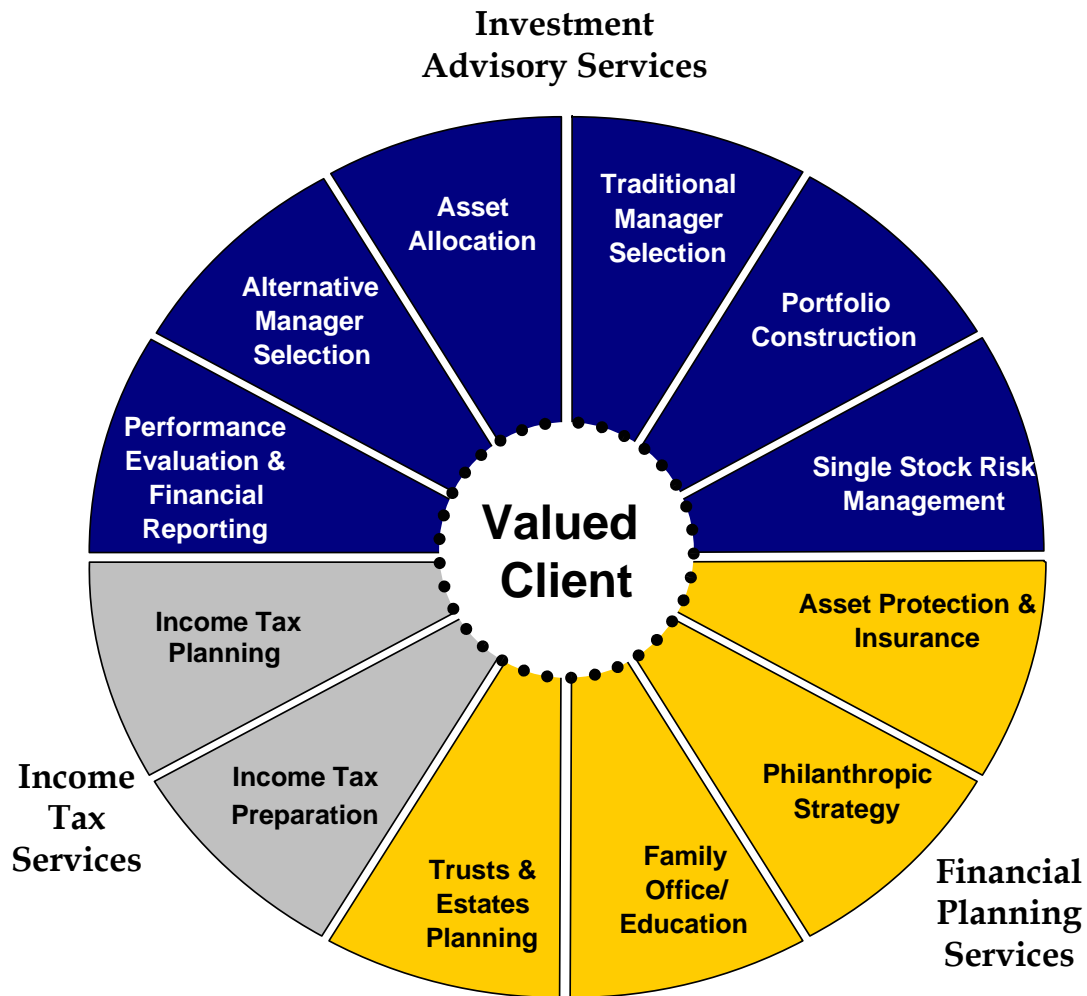 Investment
Advisory Services
Asset
Allocation
Traditional
Manager
Selection
Alternative
Manager
Selection
Portfolio
Construction
Performance
Evaluation &
Financial
Reporting
Single Stock Risk
Management
Valued
Client
Income Tax
Planning
Asset Protection &
Insurance
Income Tax
Preparation
Philanthropic
Strategy
Trusts &
Estates
Planning
Family
Office/
Education
Income
Tax
Services
Financial
Planning
Services